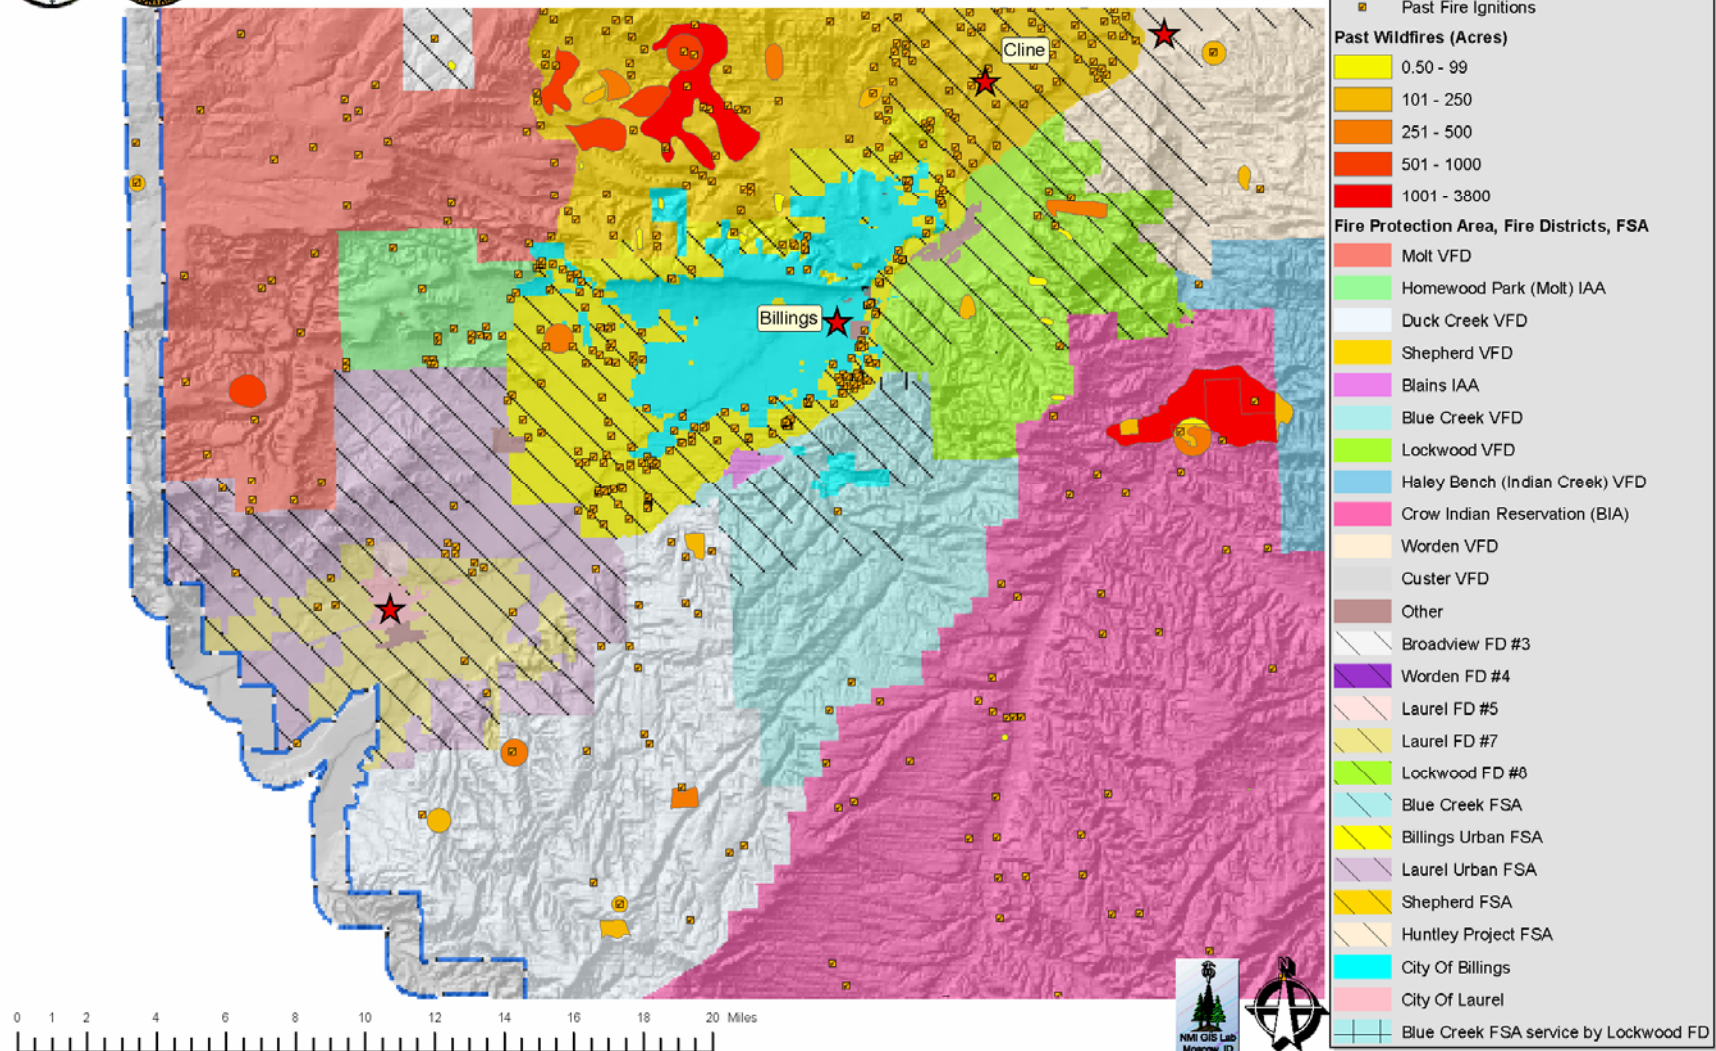 Cline
Billings
Past Fire Ignitions
Past Wildfires (Acres)
0.50 - 99
101 - 250
251 - 500
501 - 1000
1001 - 3800
Fire Protection Area, Fire Districts, FSA
Molt VFD
Homewood Park (Molt) IAA
Duck Creek VFD
Shepherd VFD
Blains IAA
Blue Creek VFD
Lockwood VFD
Haley Bench (Indian Creek) VFD
Crow Indian Reservation (BIA)
Worden VFD
Custer VFD
Other
Broadview FD #3
Worden FD #4
Laurel FD #5
Laurel FD #7
Lockwood FD #8
Blue Creek FSA
Billings Urban FSA
Laurel Urban FSA
Shepherd FSA
Huntley Project FSA
City Of Billings
City Of Laurel
Blue Creek FSA service by Lockwood FD
N
NMI GIS Lab
Moscow, ID
0 1 2 4 6 8 10 12 14 16 18 20 Miles